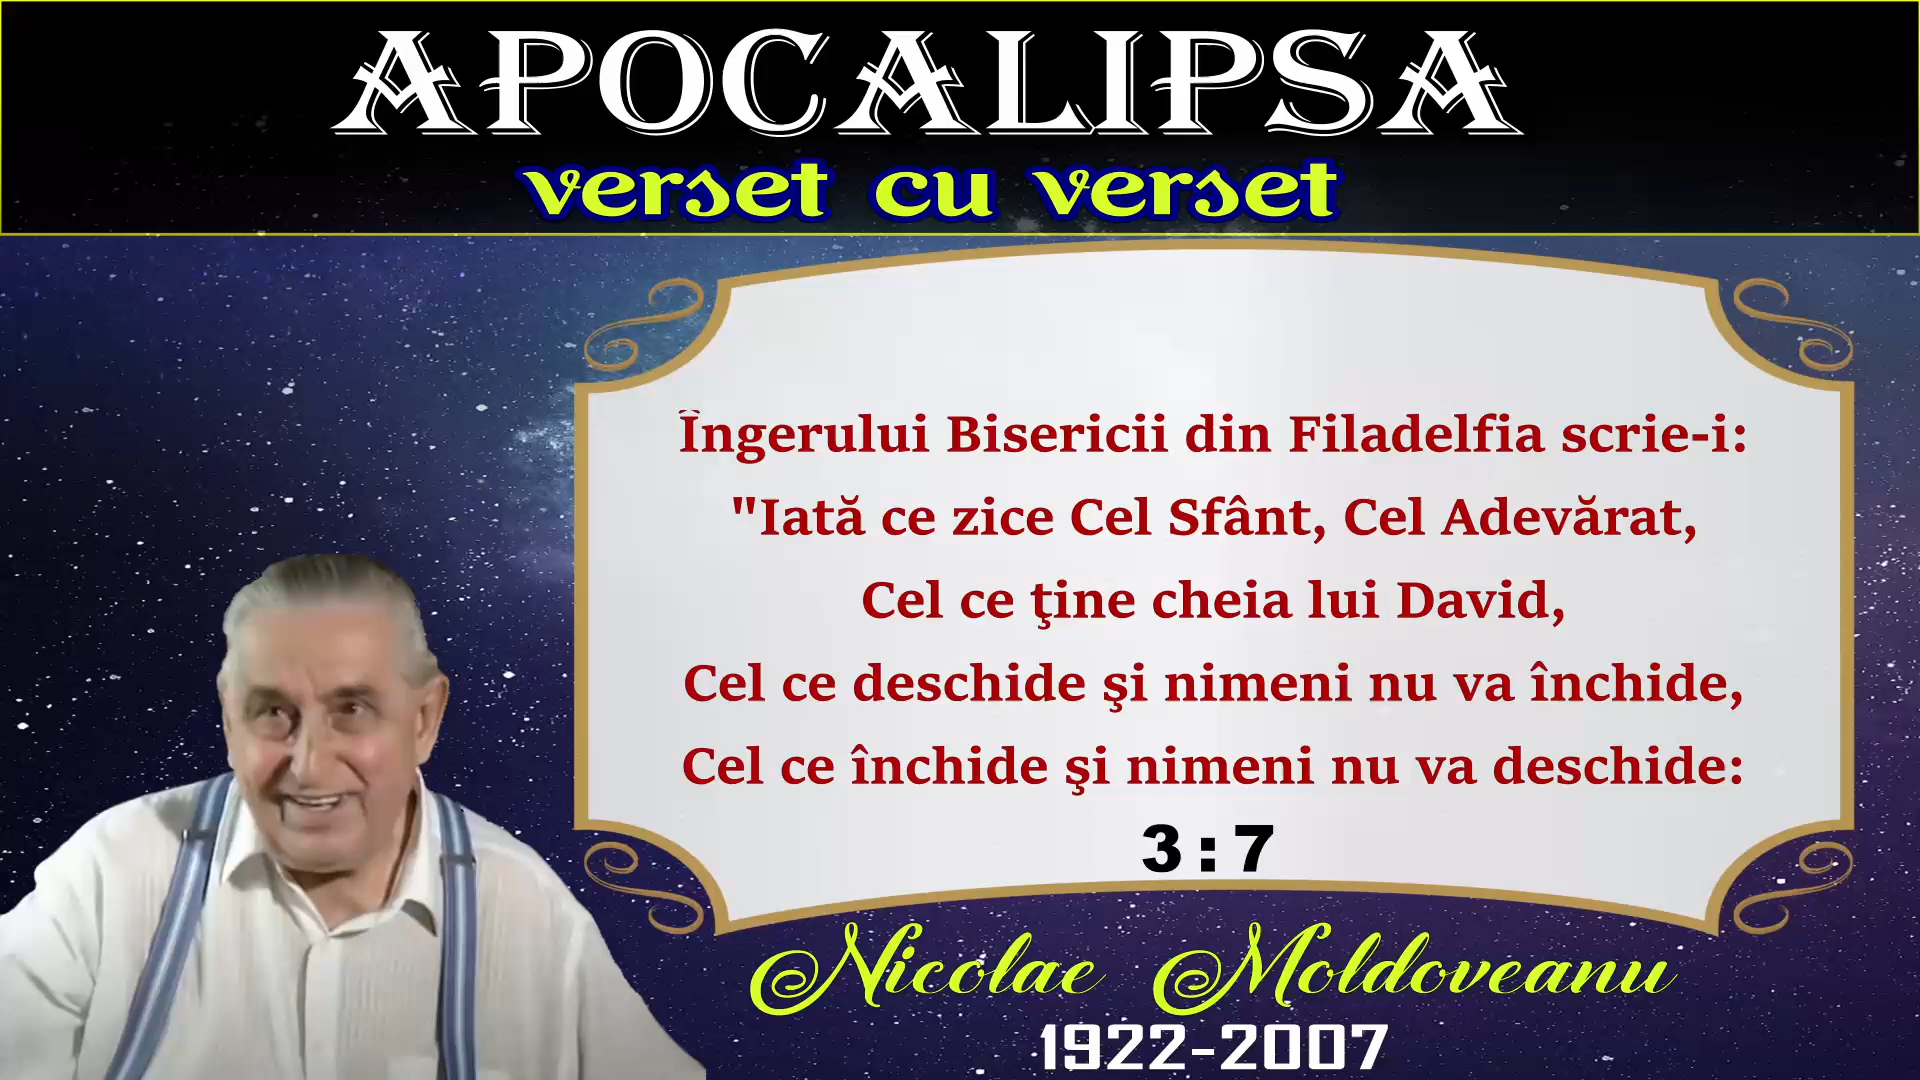 APOCALIPSA
verset cu verset
Îngerului Bisericii din Filadelfia scrie-i:
"Iată ce zice Cel Sfânt, Cel Adevărat,
Cel ce ţine cheia lui David,
Cel ce deschide şi nimeni nu va închide,
Cel ce închide şi nimeni nu va deschide:
3:7
Nicolae Moldoveanu
1922-2007